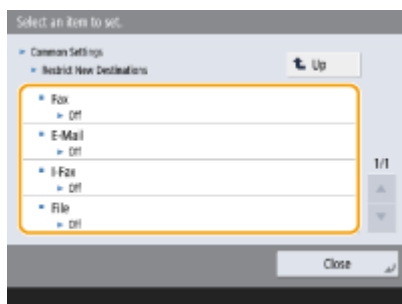 Select an item to set.
Common Settings
Restrict New Destinations
Up
Fax
Off
E-Mail
Off
I-Fax
Off
File
Off
1/1
Close